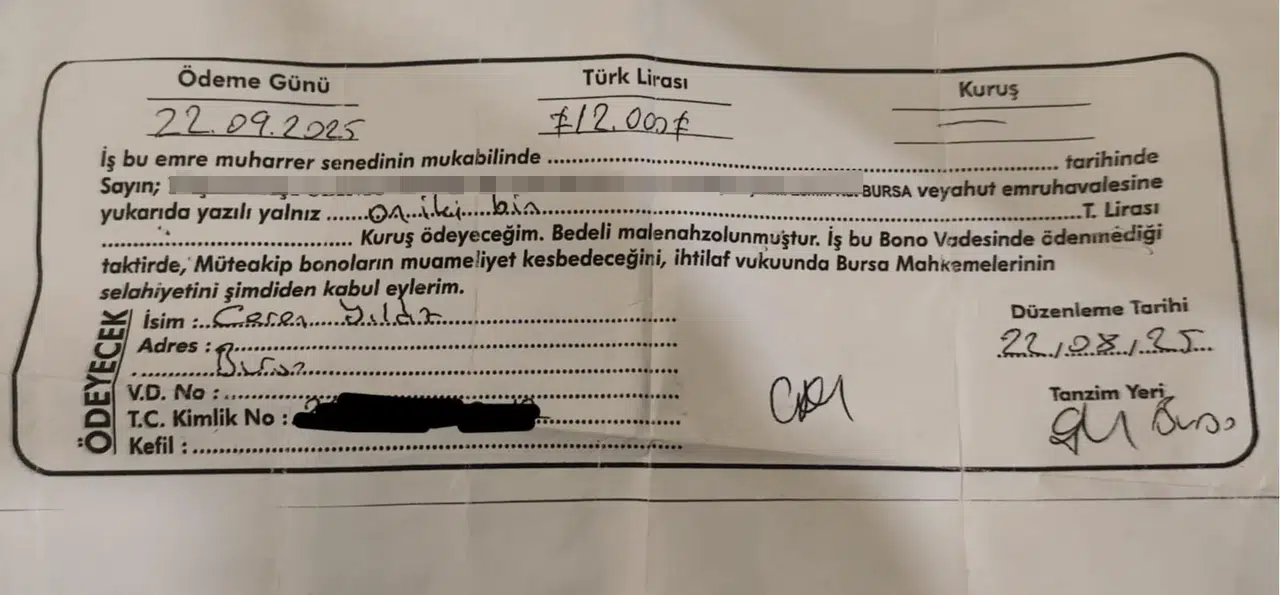 Ödeme Günü Türk Lirası Kuruş
22.09.2025 #12.000#
İş bu emre muharrer senedinin mukabilinde .......... tarihinde
Sayın; BURSA veyahut emruhavalesine
yukarıda yazılı yalnız ....... on iki bin .......... T. Lirası
.......... Kuruş ödeyeceğim. Bedeli malenahzolunmuştur. İş bu Bono Vadesinde ödenmediği
taktirde, Müteakip bonoların muameliyet kesbedeceğini, ihtilaf vukuunda Bursa Mahkemelerinin
selahiyetini şimdiden kabul eylerim.
ÖDEYECEK
İsim : Ceren Yıldız
Adres :
Bursa
V.D. No :
T.C. Kimlik No :
Kefil :
Düzenleme Tarihi
22,08,25
Tanzim Yeri
Bursa